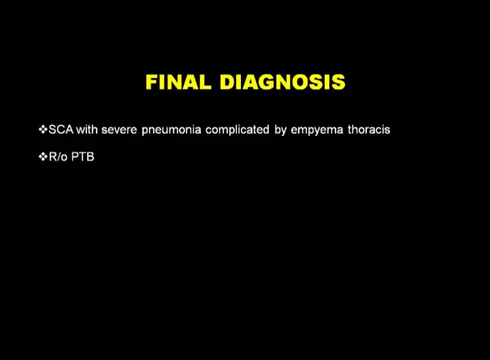 FINAL DIAGNOSIS
❖SCA with severe pneumonia complicated by empyema thoracis
❖R/o PTB